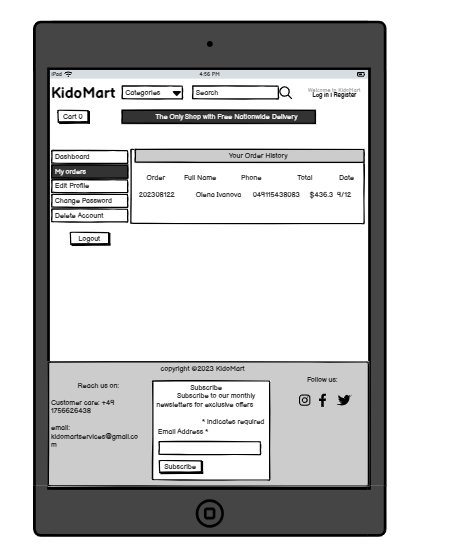 iPad
4:56 PM
KidoMart
Categories
Search
Welcome to KidoMart
Log in | Register
Cart 0
The Only Shop with Free Nationwide Delivery
Dashboard
My orders
Edit Profile
Change Password
Delete Account
Logout
Your Order History
Order Full Name Phone Total Date
202308122 Olena Ivanova 049115438083 $436.3 9/12
copyright ©2023 KidoMart
Reach us on:
Customer care: +49
1756626438
email:
kidomartservices@gmail.co
m
Subscribe
Subscribe to our monthly
newsletters for exclusive offers
* indicates required
Email Address *
Subscribe
Follow us: